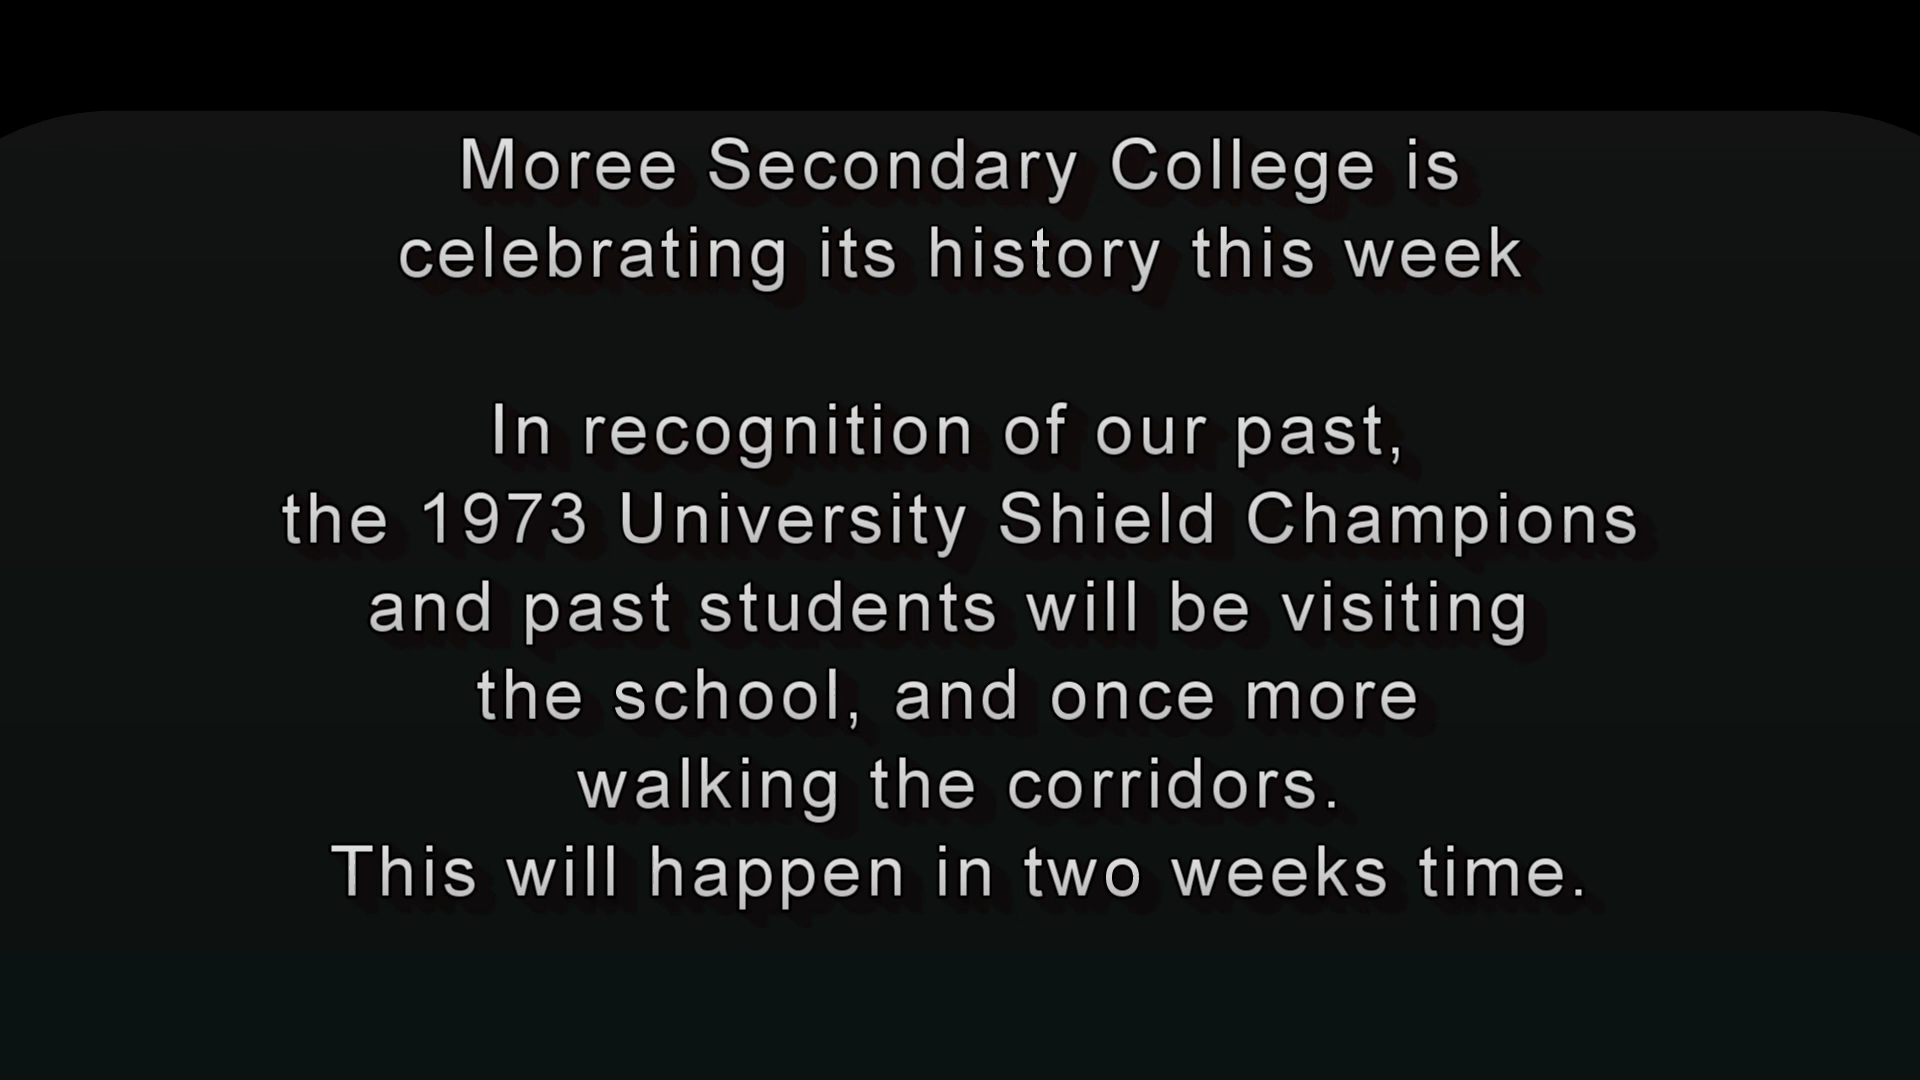 Moree Secondary College is
celebrating its history this week
In recognition of our past,
the 1973 University Shield Champions
and past students will be visiting
the school, and once more
walking the corridors.
This will happen in two weeks time.